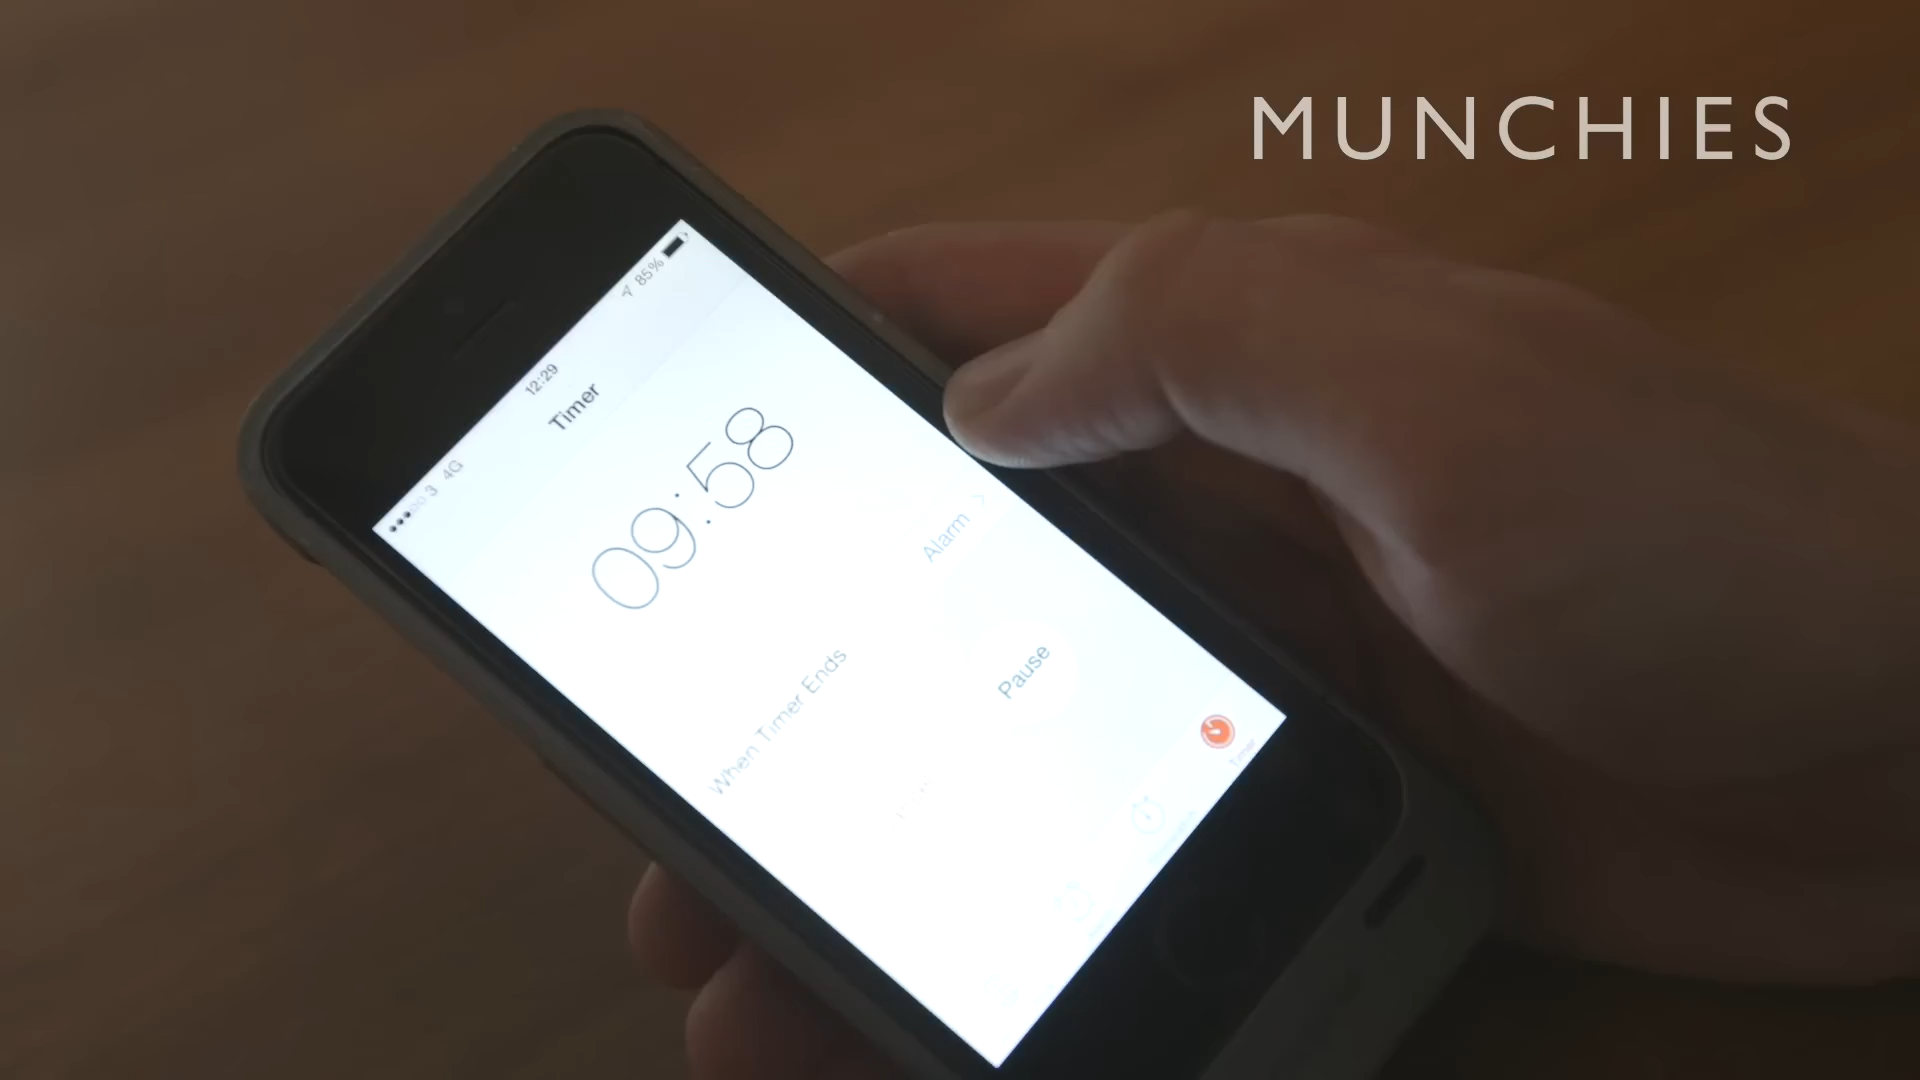 MUNCHIES
3 4G 12:29 85%
Timer
09:58
When Timer Ends Alarm >
Pause
Timer